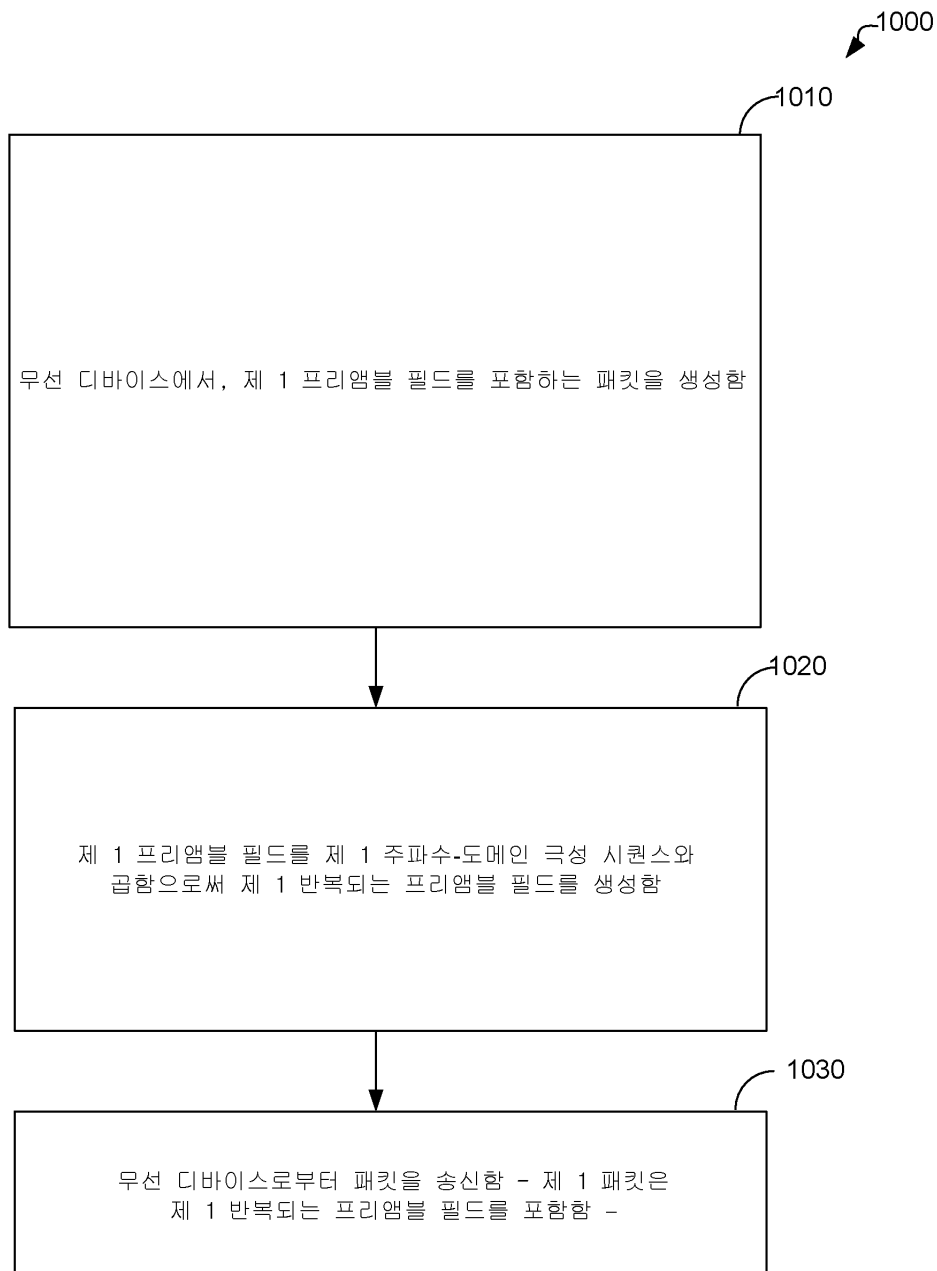 1000
1010
무선 디바이스에서, 제 1 프리앰블 필드를 포함하는 패킷을 생성함
1020
제 1 프리앰블 필드를 제 1 주파수-도메인 극성 시퀀스와
곱함으로써 제 1 반복되는 프리앰블 필드를 생성함
1030
무선 디바이스로부터 패킷을 송신함 - 제 1 패킷은
제 1 반복되는 프리앰블 필드를 포함함 -